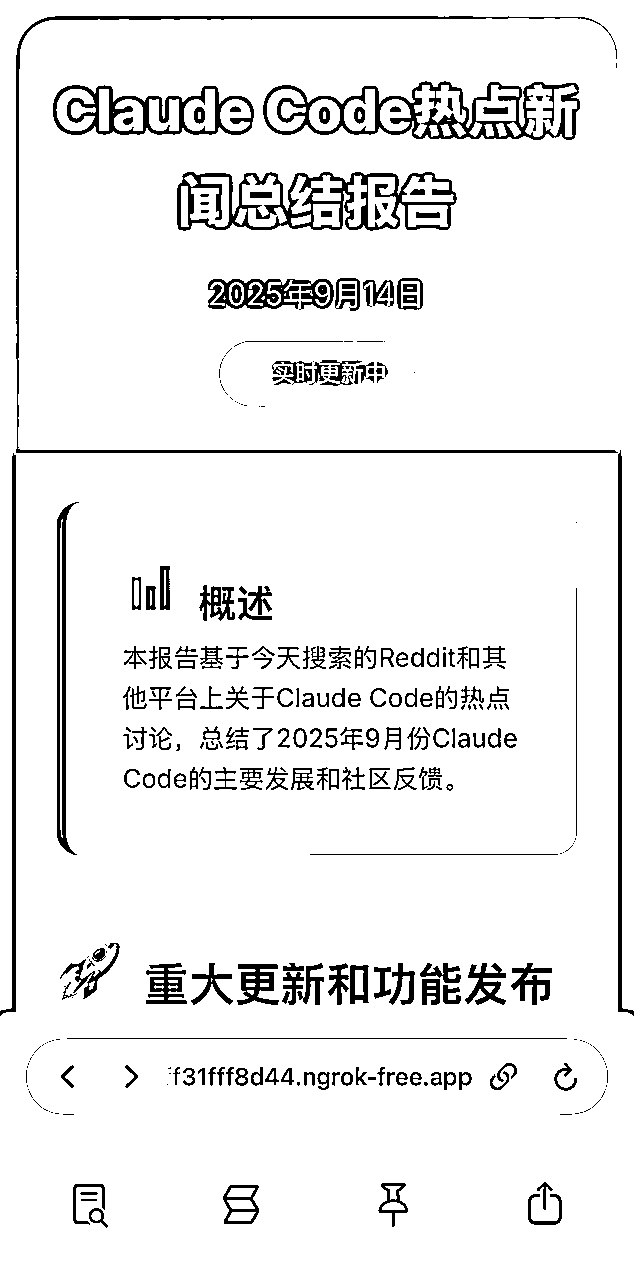 Claude Code热点新
闻总结报告
2025年9月14日
实时更新中
概述
本报告基于今天搜索的Reddit和其
他平台上关于Claude Code的热点
讨论，总结了2025年9月份Claude
Code的主要发展和社区反馈。
重大更新和功能发布
f31fff8d44.ngrok-free.app